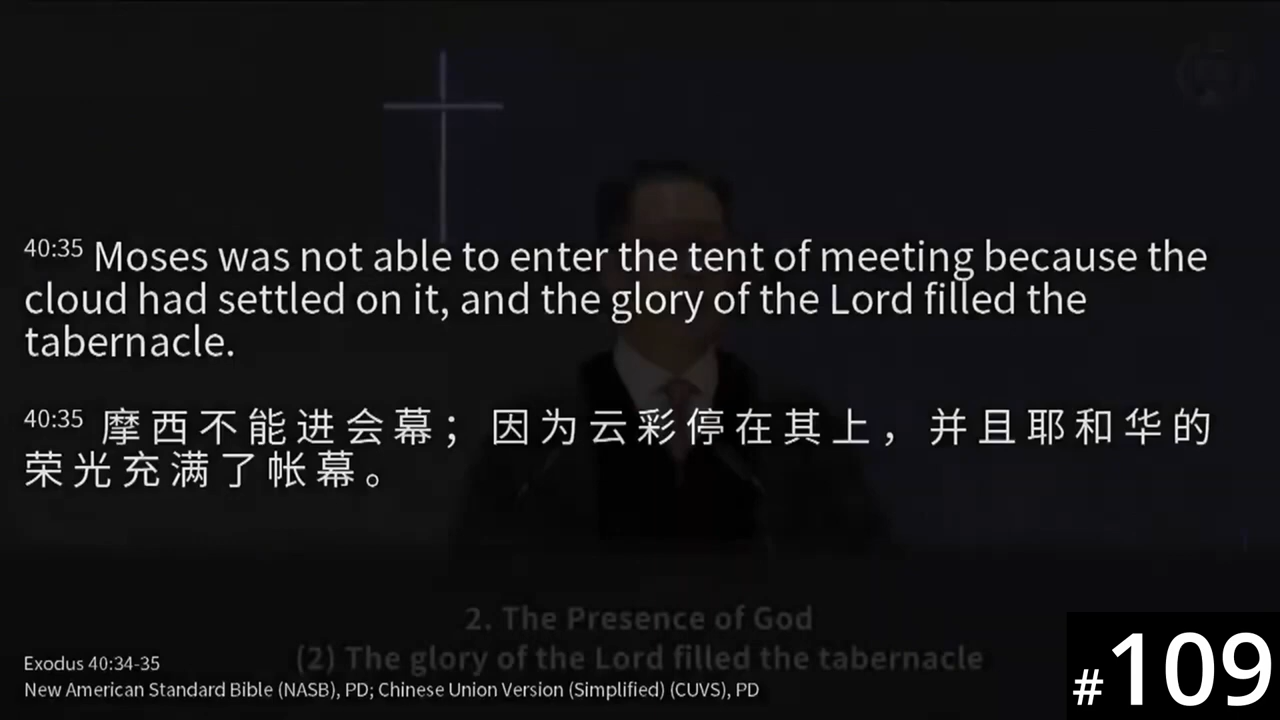 40:35 Moses was not able to enter the tent of meeting because the
cloud had settled on it, and the glory of the Lord filled the
tabernacle.
40:35 摩西不能进会幕；因为云彩停在其上，并且耶和华的
荣光充满了帐幕。
2. The Presence of God
(2) The glory of the Lord filled the tabernacle
Exodus 40:34-35
New American Standard Bible (NASB), PD; Chinese Union Version (Simplified) (CUVS), PD
#109